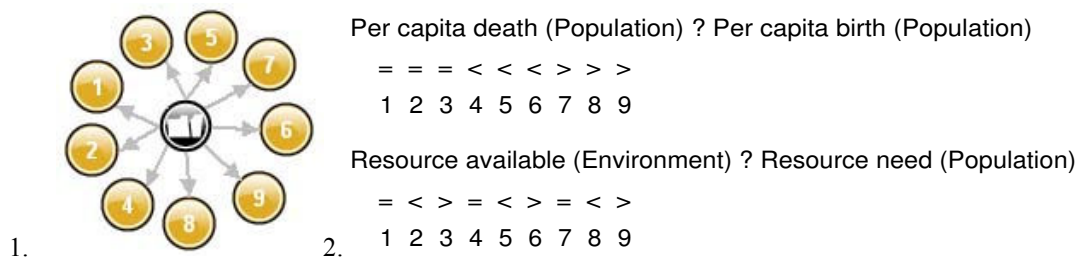 3 5
1 7
2 6
4 8 9
1.
2.
Per capita death (Population) ? Per capita birth (Population)
= = = < < < > > >
1 2 3 4 5 6 7 8 9
Resource available (Environment) ? Resource need (Population)
= < > = < > = < >
1 2 3 4 5 6 7 8 9